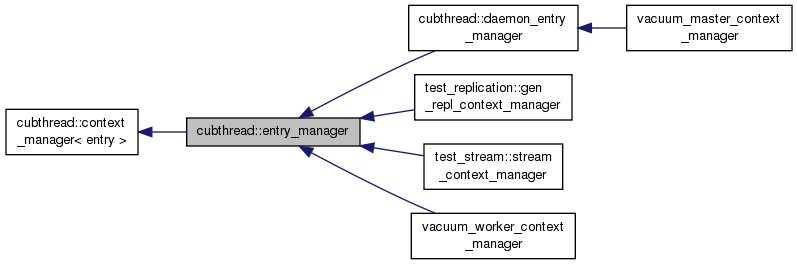 cubthread::context
_manager< entry >
cubthread::entry_manager
cubthread::daemon_entry
_manager
vacuum_master_context
_manager
test_replication::gen
_repl_context_manager
test_stream::stream
_context_manager
vacuum_worker_context
_manager